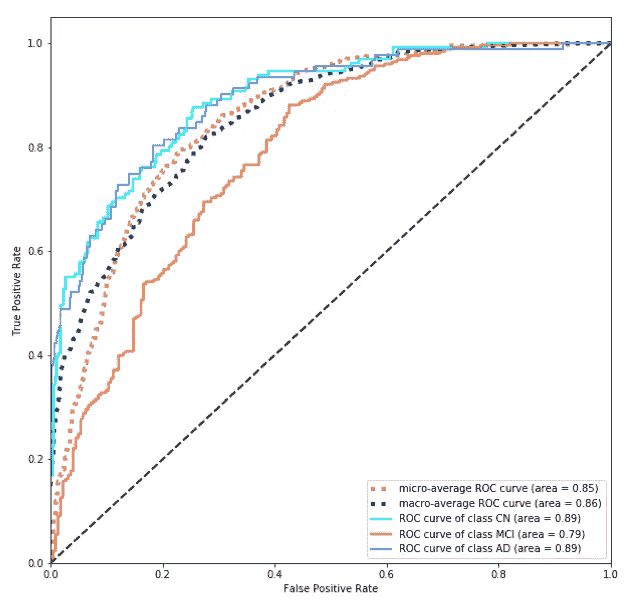 1.0
0.8
0.6
0.4
0.2
0.0
True Positive Rate
micro-average ROC curve (area = 0.85)
macro-average ROC curve (area = 0.86)
ROC curve of class CN (area = 0.89)
ROC curve of class MCI (area = 0.79)
ROC curve of class AD (area = 0.89)
0.0 0.2 0.4 0.6 0.8 1.0
False Positive Rate